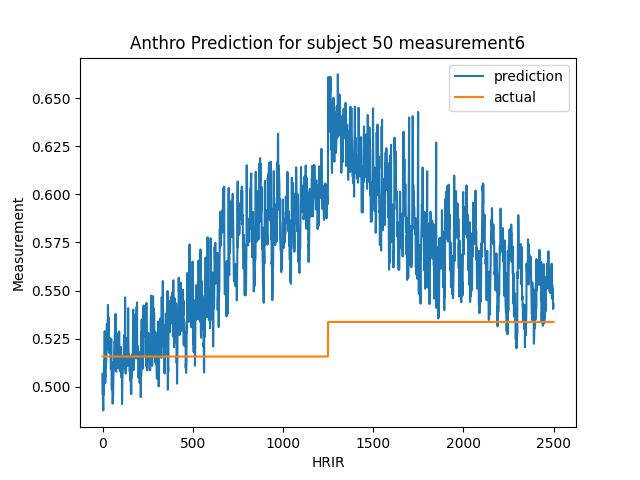 Anthro Prediction for subject 50 measurement6
prediction
actual
Measurement
0.650
0.625
0.600
0.575
0.550
0.525
0.500
0 500 1000 1500 2000 2500
HRIR